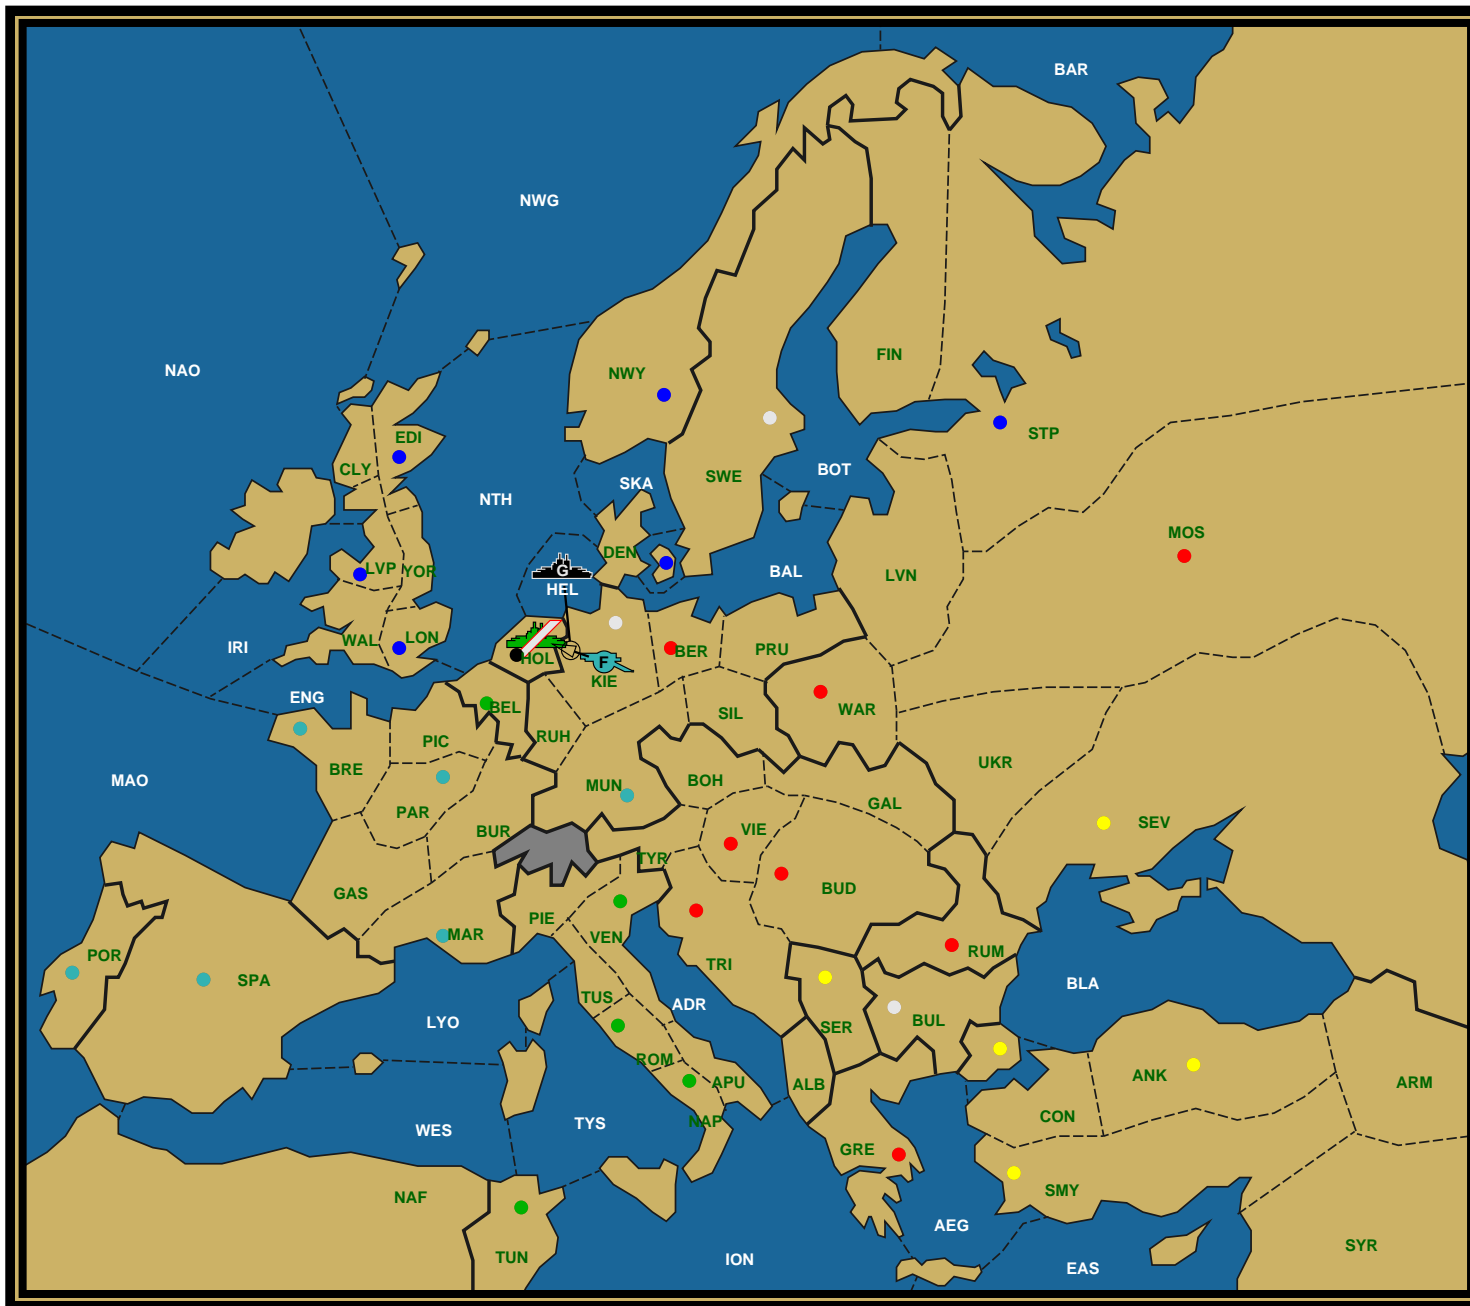 BAR
NWG
NAO
FIN
NWY
EDI
STP
CLY
SKA
BOT
SWE
NTH
MOS
DEN
LVP
YOR
G
HEL
BAL
LVN
IRI
WAL
LON
HOL
F
KIE
BER
PRU
ENG
BEL
RUH
SIL
WAR
PIC
BRE
MAO
MUN
BOH
UKR
PAR
GAL
BUR
VIE
SEV
TYR
BUD
GAS
PIE
VEN
MAR
POR
SPA
TRI
RUM
BLA
TUS
ADR
LYO
SER
BUL
ROM
APU
ALB
ANK
ARM
NAP
CON
WES
TYS
GRE
SMY
NAF
AEG
TUN
ION
EAS
SYR